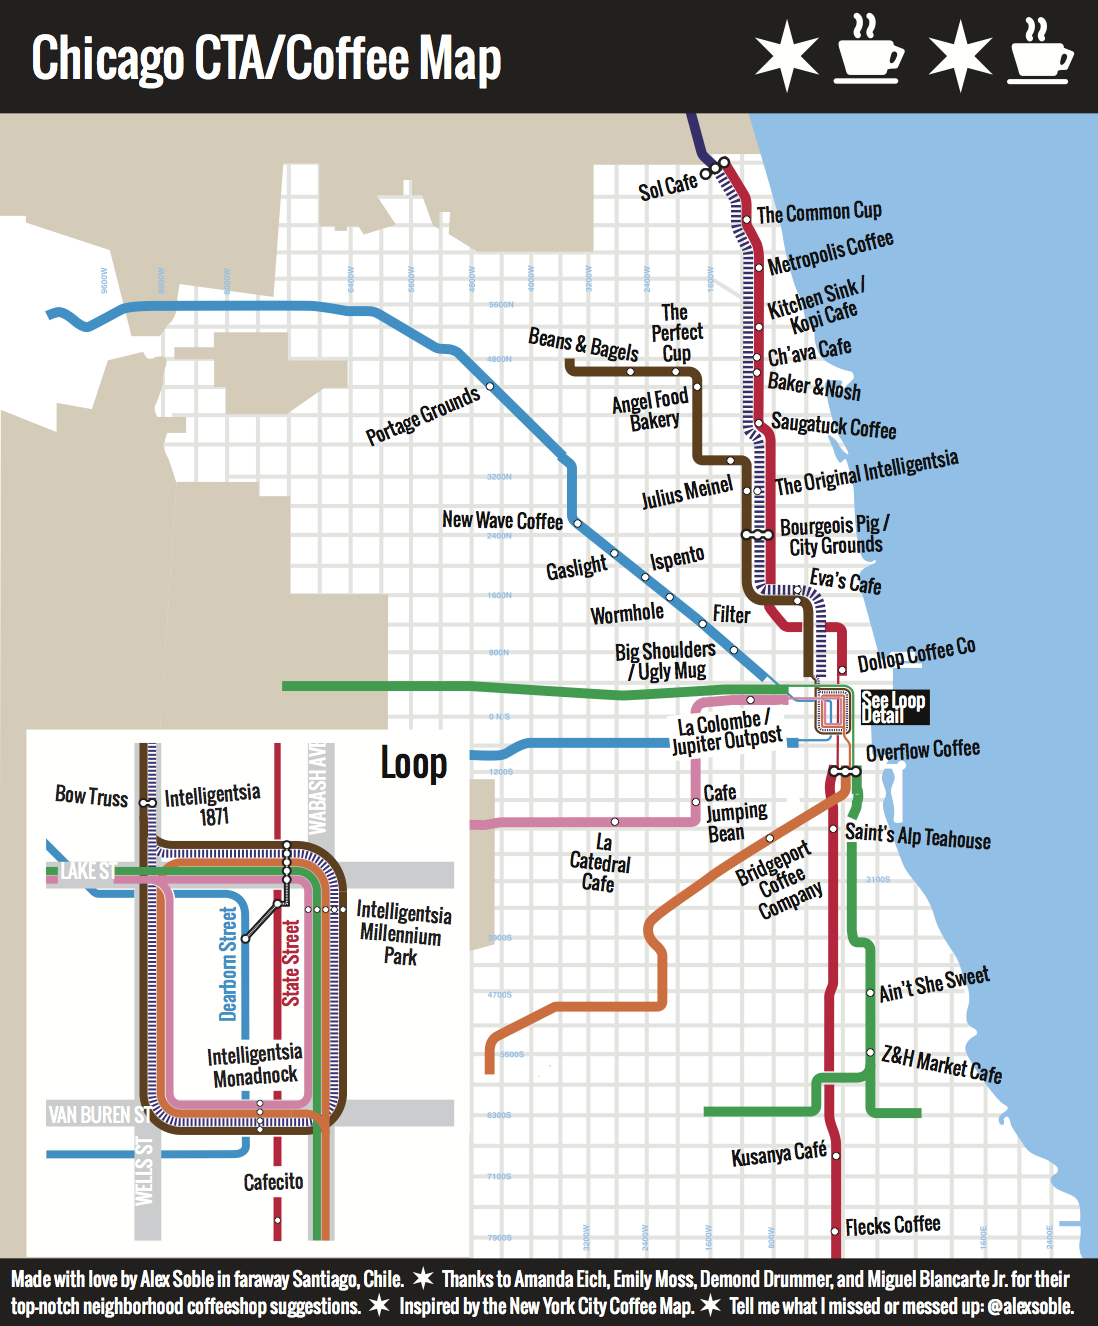 Chicago CTA/Coffee Map
Sol Cafe
The Common Cup
Metropolis Coffee
Kitchen Sink /
Kopi Cafe
Ch'ava Cafe
Baker & Nosh
Saugatuck Coffee
The Original Intelligentsia
Bourgeois Pig /
City Grounds
Eva's Cafe
Dollop Coffee Co
See Loop
Detail
Overflow Coffee
Saint's Alp Teahouse
Ain't She Sweet
Z&H Market Cafe
Kusanya Café
Flecks Coffee
The
Perfect
Cup
Beans & Bagels
Angel Food
Bakery
Julius Meinel
Portage Grounds
New Wave Coffee
Gaslight
Ispento
Wormhole
Filter
Big Shoulders
/ Ugly Mug
La Colombe /
Jupiter Outpost
Cafe
Jumping
Bean
La
Catedral
Cafe
Bridgeport
Coffee
Company
9600W
6400W
5600W
4800W
4000W
3200W
2400W
1600W
5600N
4800N
3200N
2400N
1600N
800N
0 N/S
1200S
3100S
3900S
4700S
5500S
6300S
7100S
7900S
3200W
2400W
1600W
800W
1600E
2400E
Loop
Bow Truss
Intelligentsia
1871
WABASH AVE
LAKE ST
Intelligentsia
Millennium
Park
Dearborn Street
State Street
Intelligentsia
Monadnock
VAN BUREN ST
WELLS ST
Cafecito
Made with love by Alex Soble in faraway Santiago, Chile. Thanks to Amanda Eich, Emily Moss, Demond Drummer, and Miguel Blancarte Jr. for their
top-notch neighborhood coffeeshop suggestions. Inspired by the New York City Coffee Map. Tell me what I missed or messed up: @alexsoble.